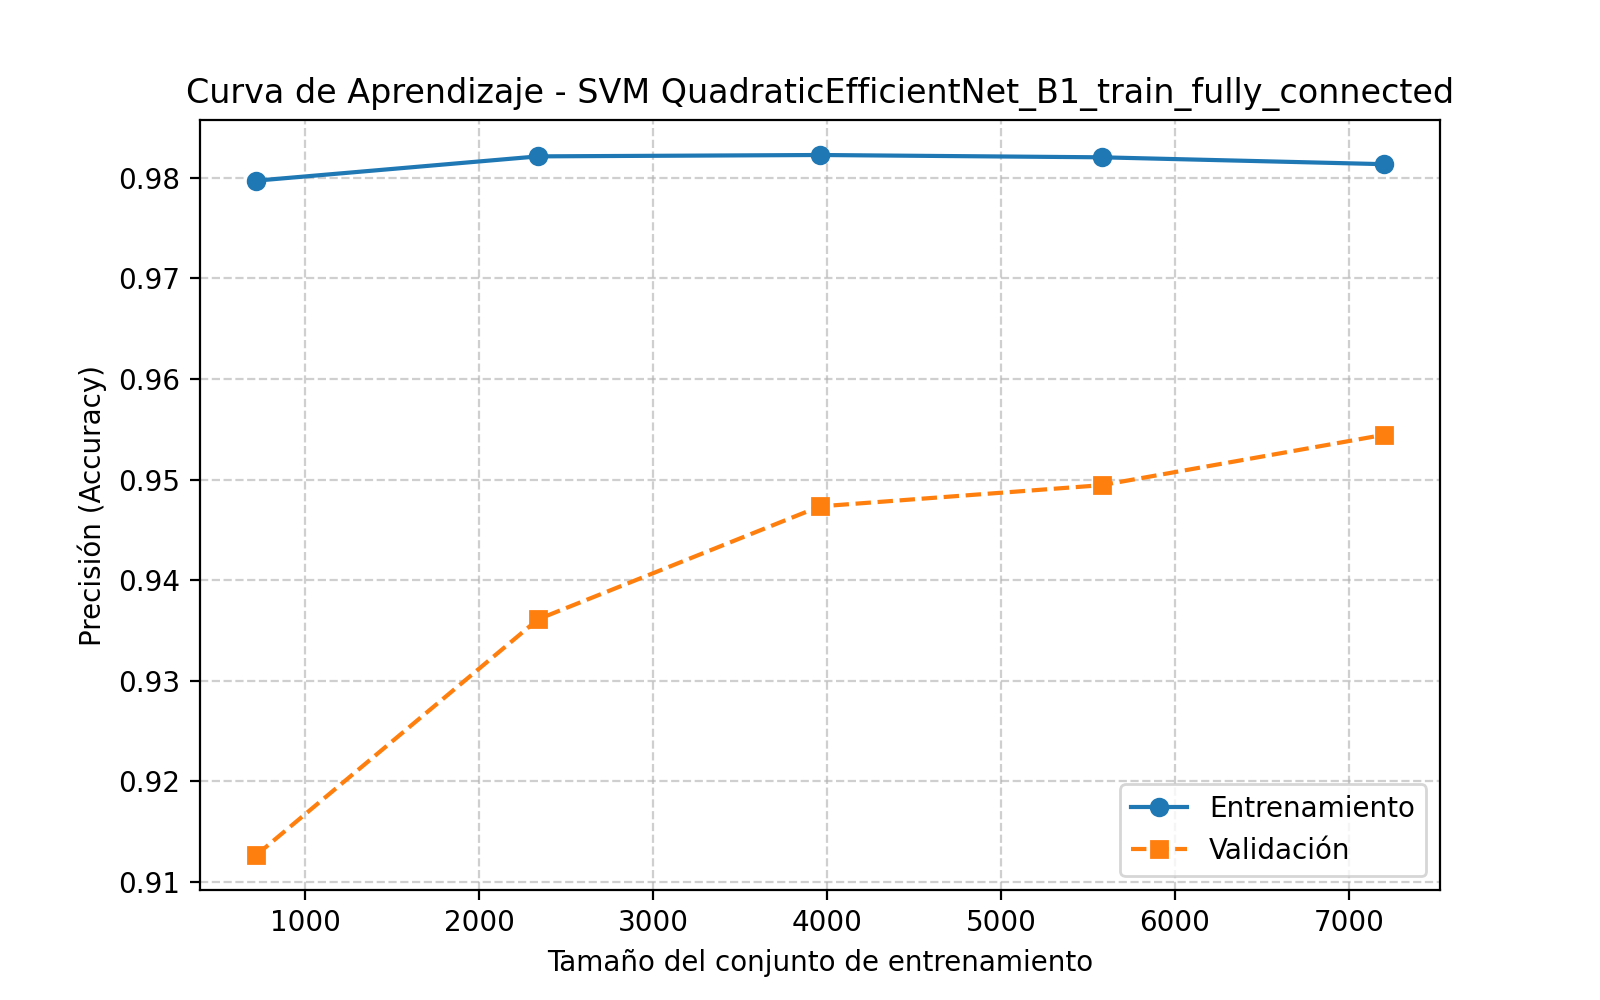 Curva de Aprendizaje - SVM QuadraticEfficientNet_B1_train_fully_connected
Precisión (Accuracy)
0.98
0.97
0.96
0.95
0.94
0.93
0.92
0.91
Entrenamiento
Validación
1000 2000 3000 4000 5000 6000 7000
Tamaño del conjunto de entrenamiento